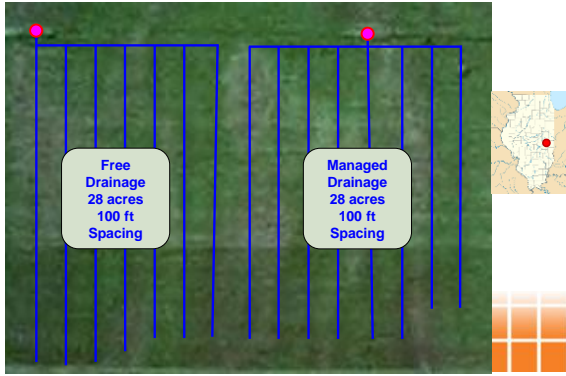 Free
Drainage
28 acres
100 ft
Spacing
Managed
Drainage
28 acres
100 ft
Spacing